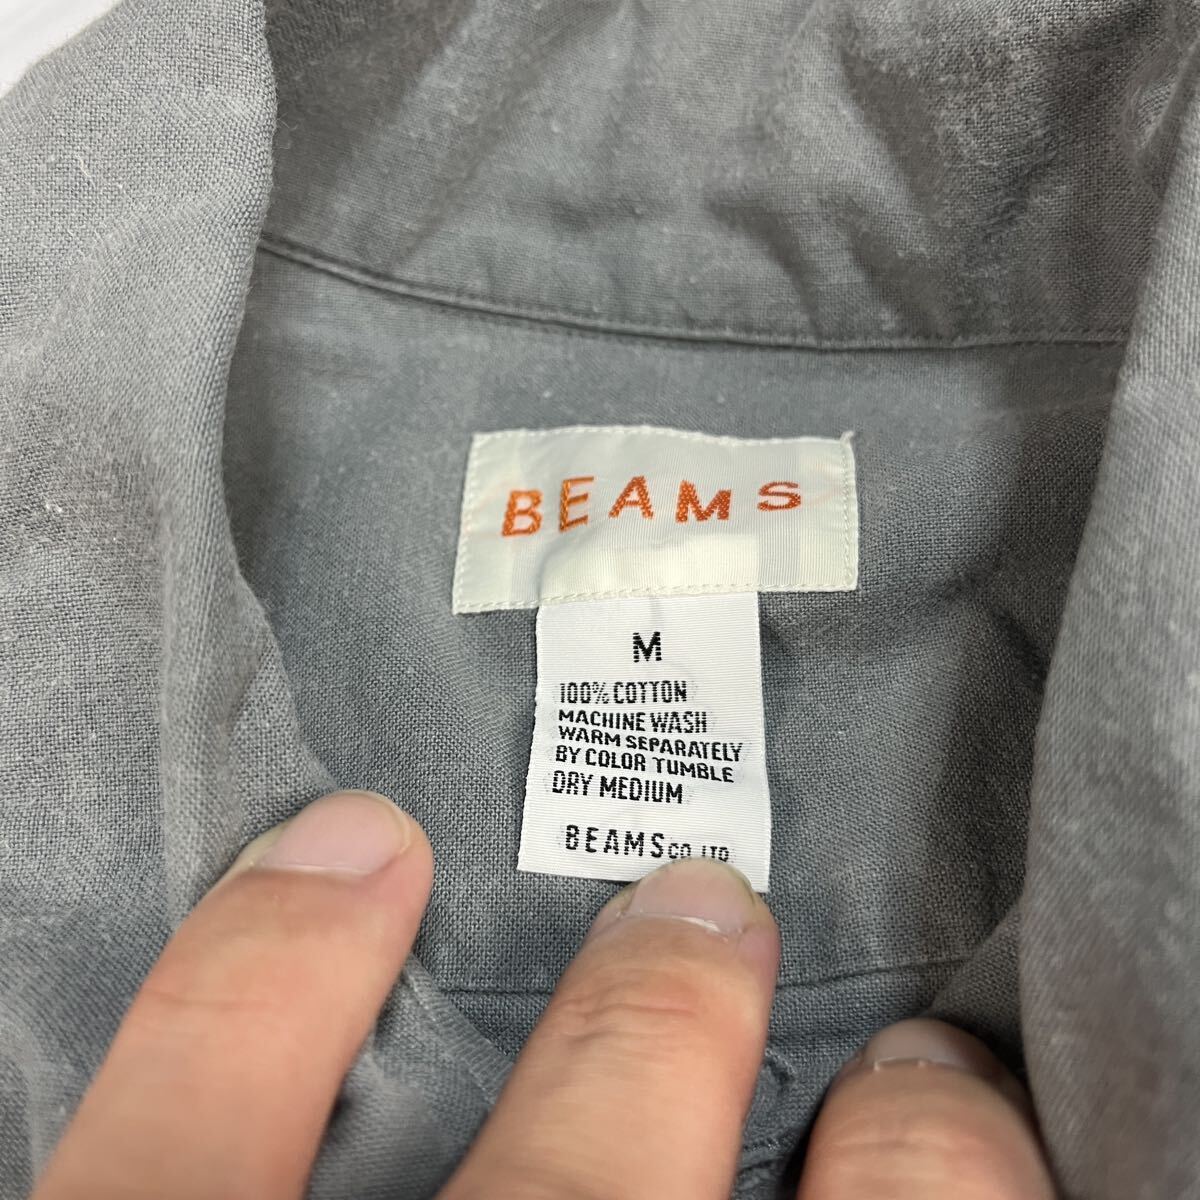 BEAMS
M
100% COTTON
MACHINE WASH
WARM SEPARATELY
BY COLOR TUMBLE
DRY MEDIUM
BEAMS CO. LTD.